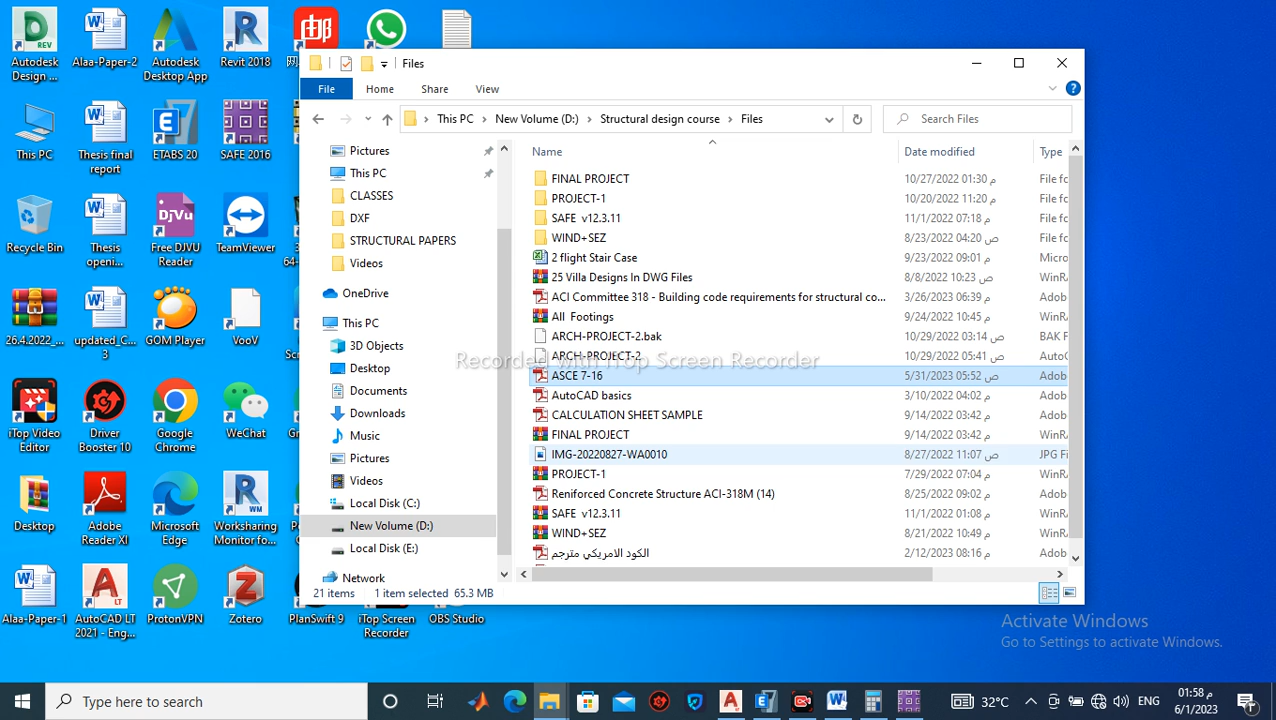 Autodesk Design ...
Alaa-Paper-2
Autodesk Desktop App
Revit 2018
邮
Files
File
Home
Share
View
This PC
New Volume (D:)
Structural design course
Files
Search Files
Name
Date modified
Type
Pictures
This PC
CLASSES
DXF
STRUCTURAL PAPERS
Videos
OneDrive
This PC
3D Objects
Desktop
Documents
Downloads
Music
Pictures
Videos
Local Disk (C:)
New Volume (D:)
Local Disk (E:)
Network
FINAL PROJECT 10/27/2022 01:30 م File fo
PROJECT-1 10/20/2022 11:20 م File fo
SAFE v12.3.11 11/1/2022 07:18 م File fo
WIND+SEZ 8/23/2022 04:20 ص File fo
2 flight Stair Case 9/23/2022 09:01 م Micro
25 Villa Designs In DWG Files 8/8/2022 10:23 ص WinRA
ACI Committee 318 - Building code requirements for structural co... 3/26/2023 06:39 م Adob
All Footings 9/24/2022 10:45 م WinRA
ARCH-PROJECT-2.bak 10/29/2022 03:14 ص BAK F
ARCH-PROJECT-2 10/29/2022 05:41 ص AutoC
ASCE 7-16 5/31/2023 05:52 ص Adob
AutoCAD basics 3/10/2022 04:02 م Adob
CALCULATION SHEET SAMPLE 9/14/2022 03:42 م Adob
FINAL PROJECT 9/14/2022 03:42 م WinRA
IMG-20220827-WA0010 8/27/2022 11:07 ص JPG Fi
PROJECT-1 7/29/2022 07:04 م WinRA
Reniforced Concrete Structure ACI-318M (14) 8/25/2022 09:02 م Adob
SAFE v12.3.11 11/1/2022 01:08 م WinRA
WIND+SEZ 8/21/2022 10:49 م WinRA
الكود الامريكي مترجم 2/12/2023 08:16 م Adob
21 items 1 item selected 65.3 MB
Recorded with iTop Screen Recorder
This PC
Thesis final report
ETABS 20
SAFE 2016
Recycle Bin
Thesis openi...
Free DJVU Reader
TeamViewer
26.4.2022_...
updated_C... 3
GOM Player
VooV
iTop Video Editor
Driver Booster 10
Google Chrome
WeChat
Desktop
Adobe Reader XI
Microsoft Edge
Worksharing Monitor fo...
Alaa-Paper-1
AutoCAD LT 2021 - Eng...
ProtonVPN
Zotero
PlanSwift 9
iTop Screen Recorder
OBS Studio
Activate Windows
Go to Settings to activate Windows.
Type here to search
32°C
ENG
01:58 م
6/1/2023